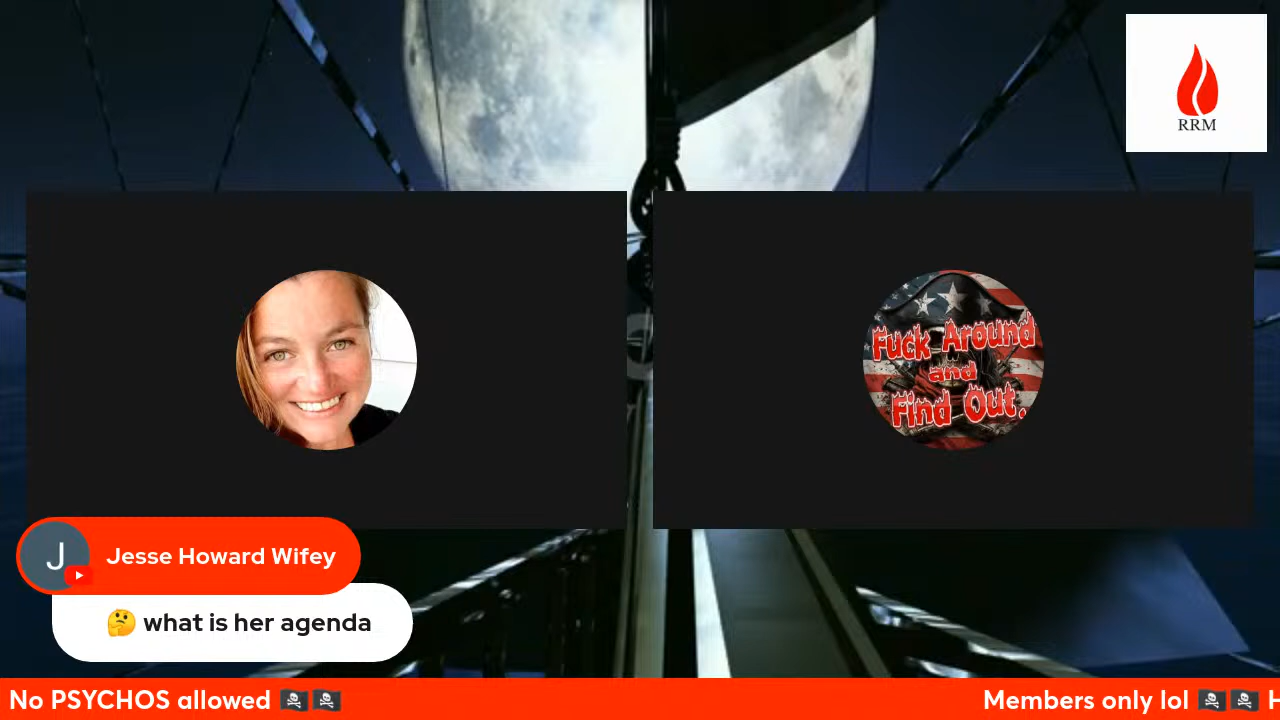 RRM
Fuck Around
and
Find Out.
J
Jesse Howard Wifey
🤔 what is her agenda
No PSYCHOS allowed 🏴‍☠️🏴‍☠️ Members only lol 🏴‍☠️🏴‍☠️ H